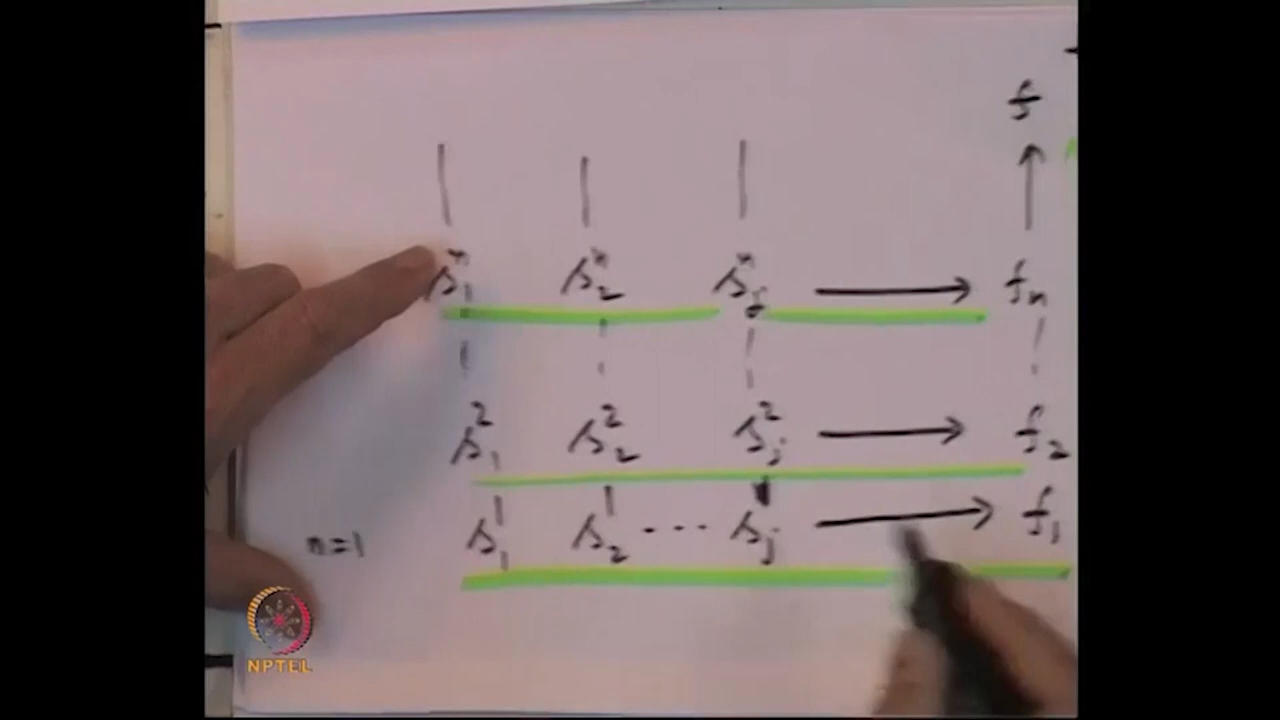 f
s₁ⁿ s₂ⁿ sⱼⁿ → fₙ
s₁² s₂² sⱼ² → f₂
n=1 s₁¹ s₂¹ ... sⱼ¹ → f₁
NPTEL